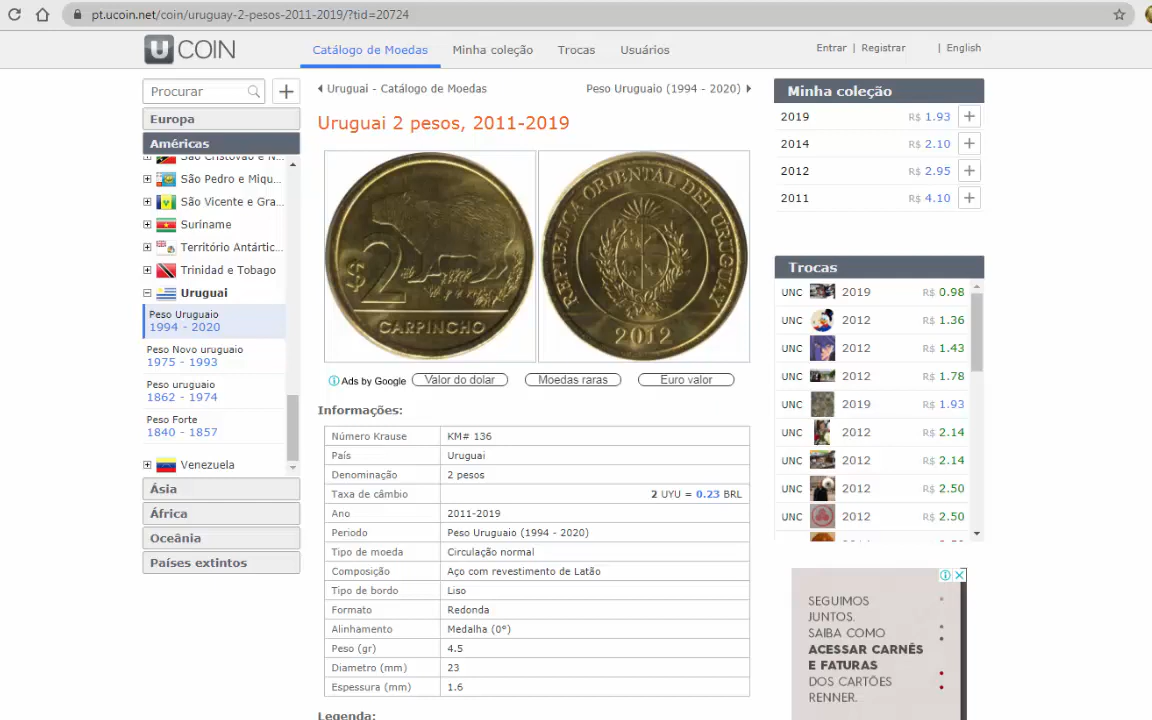 pt.ucoin.net/coin/uruguay-2-pesos-2011-2019/?tid=20724
U COIN
Catálogo de Moedas
Minha coleção
Trocas
Usuários
Entrar | Registrar
| English
Procurar
Europa
Américas
São Cristóvão e N...
São Pedro e Miqu...
São Vicente e Gra...
Suriname
Território Antártic...
Trinidad e Tobago
Uruguai
Peso Uruguaio
1994 - 2020
Peso Novo uruguaio
1975 - 1993
Peso uruguaio
1862 - 1974
Peso Forte
1840 - 1857
Venezuela
Ásia
África
Oceânia
Países extintos
Uruguai - Catálogo de Moedas
Peso Uruguaio (1994 - 2020)
Uruguai 2 pesos, 2011-2019
$2
CARPINCHO
REPUBLICA ORIENTAL DEL URUGUAY
2012
Ads by Google
Valor do dolar
Moedas raras
Euro valor
Informações:
Número Krause KM# 136
País Uruguai
Denominação 2 pesos
Taxa de câmbio 2 UYU = 0.23 BRL
Ano 2011-2019
Periodo Peso Uruguaio (1994 - 2020)
Tipo de moeda Circulação normal
Composição Aço com revestimento de Latão
Tipo de bordo Liso
Formato Redonda
Alinhamento Medalha (0°)
Peso (gr) 4.5
Diametro (mm) 23
Espessura (mm) 1.6
Legenda:
Minha coleção
2019 R$ 1.93
2014 R$ 2.10
2012 R$ 2.95
2011 R$ 4.10
Trocas
UNC 2019 R$ 0.98
UNC 2012 R$ 1.36
UNC 2012 R$ 1.43
UNC 2012 R$ 1.78
UNC 2019 R$ 1.93
UNC 2012 R$ 2.14
UNC 2012 R$ 2.14
UNC 2012 R$ 2.50
UNC 2012 R$ 2.50
SEGUIMOS
JUNTOS.
SAIBA COMO
ACESSAR CARNÊS
E FATURAS
DOS CARTÕES
RENNER.